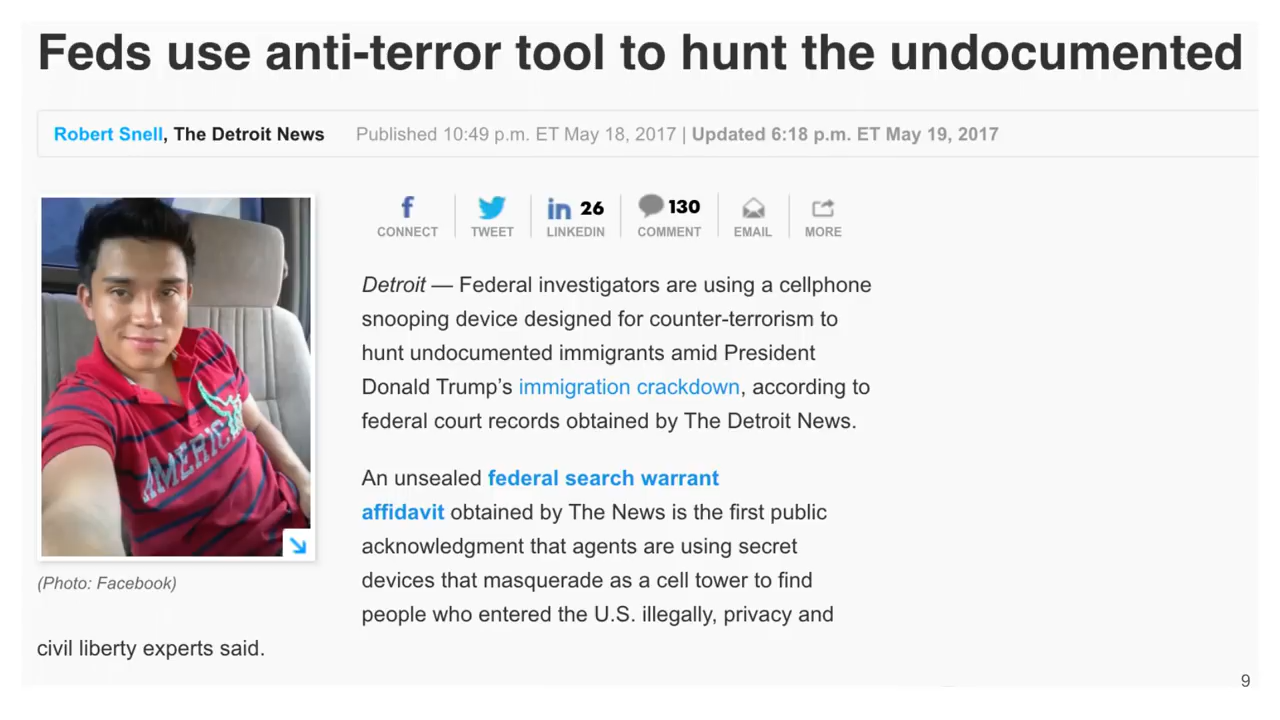 Feds use anti-terror tool to hunt the undocumented
Robert Snell, The Detroit News Published 10:49 p.m. ET May 18, 2017 | Updated 6:18 p.m. ET May 19, 2017
f in 26 130
CONNECT TWEET LINKEDIN COMMENT EMAIL MORE
AMERIC
(Photo: Facebook)
Detroit — Federal investigators are using a cellphone
snooping device designed for counter-terrorism to
hunt undocumented immigrants amid President
Donald Trump’s immigration crackdown, according to
federal court records obtained by The Detroit News.
An unsealed federal search warrant
affidavit obtained by The News is the first public
acknowledgment that agents are using secret
devices that masquerade as a cell tower to find
people who entered the U.S. illegally, privacy and
civil liberty experts said.
9